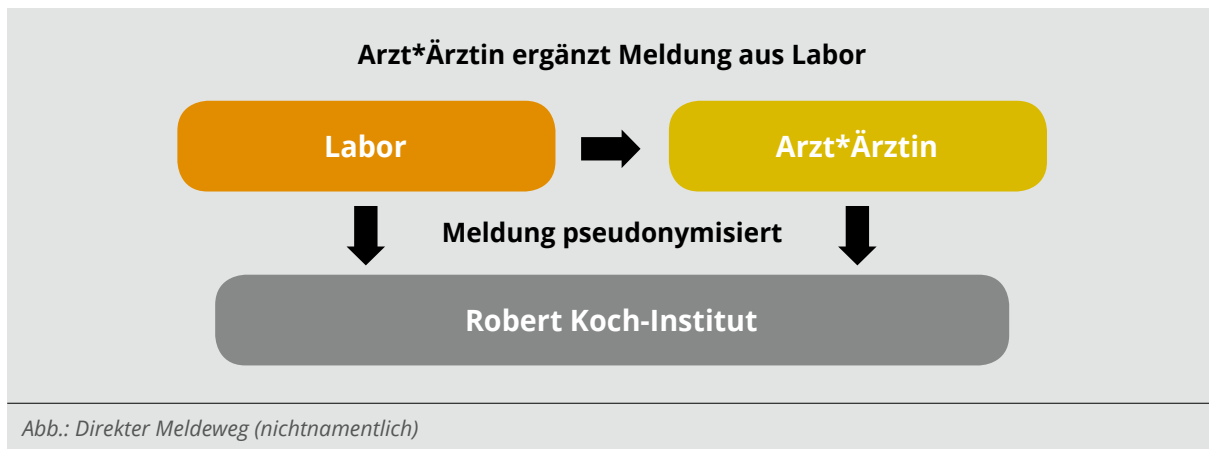 Arzt*Ärztin ergänzt Meldung aus Labor
Labor
Arzt*Ärztin
Meldung pseudonymisiert
Robert Koch-Institut
Abb.: Direkter Meldeweg (nichtnamentlich)